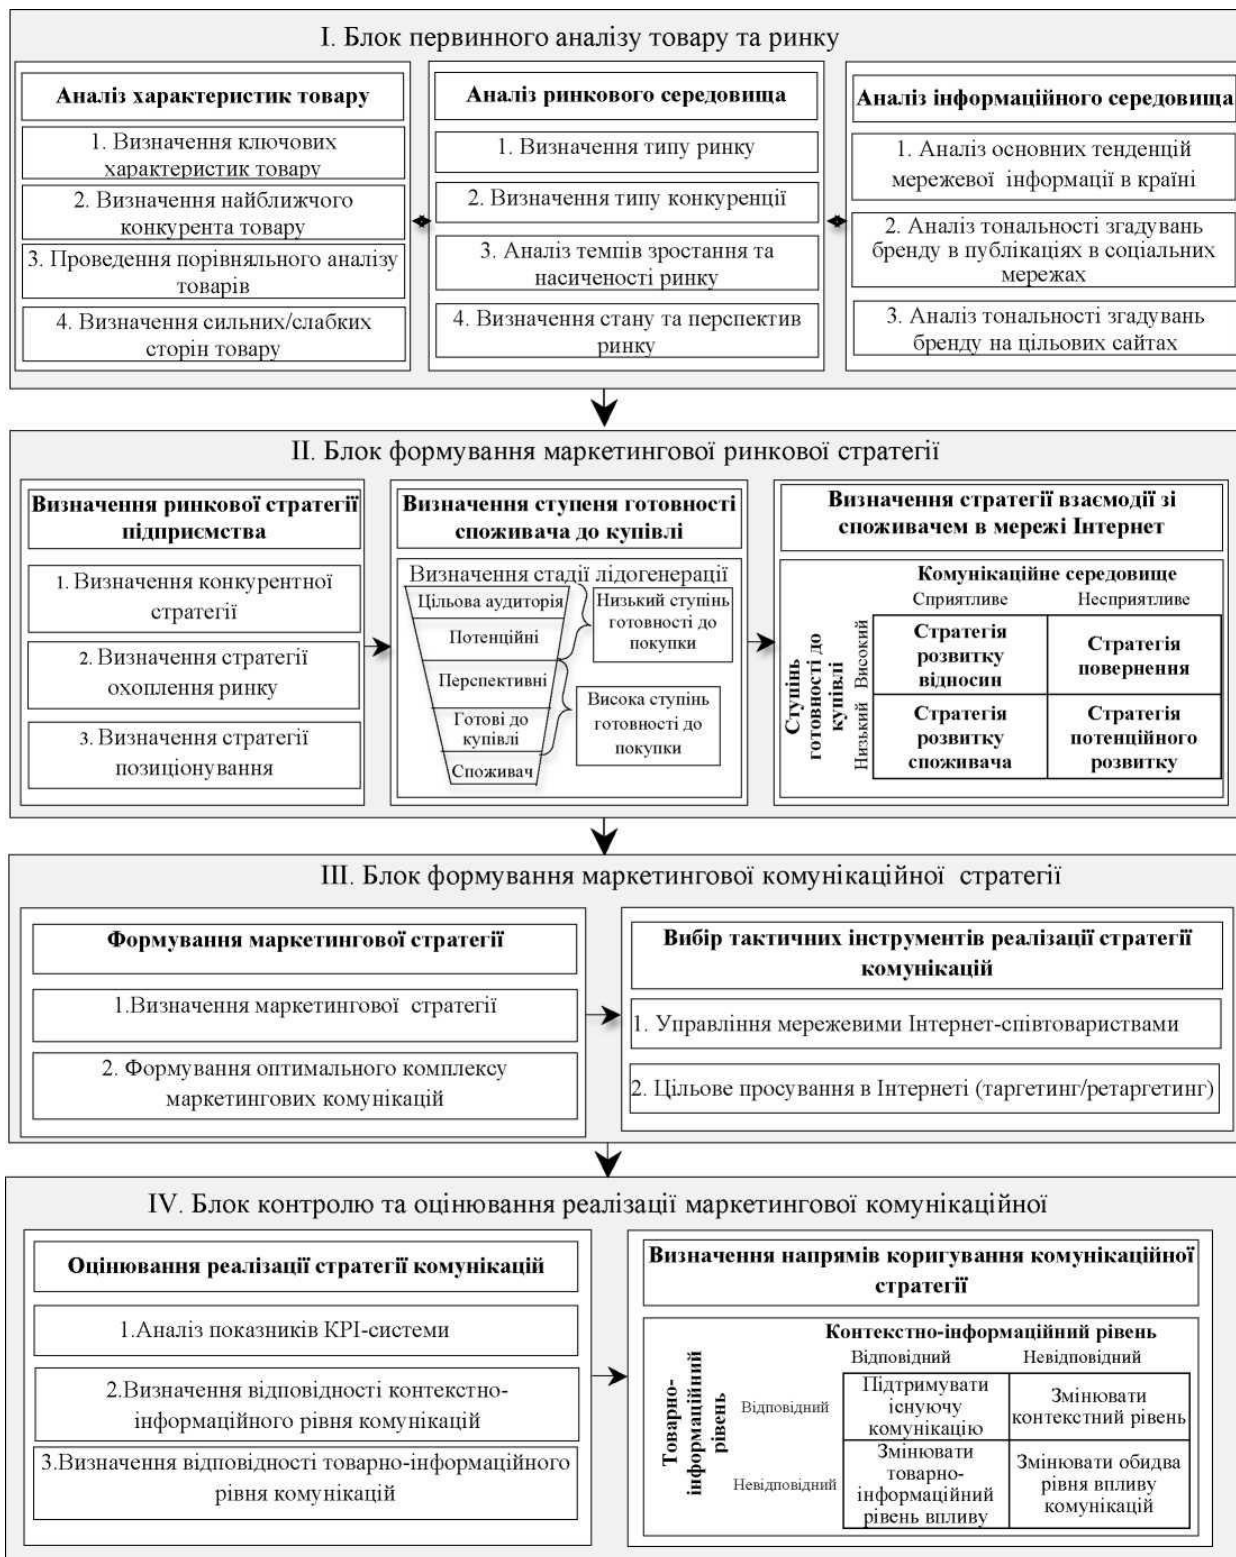 I. Блок первинного аналізу товару та ринку
Аналіз характеристик товару
1. Визначення ключових
характеристик товару
2. Визначення найближчого
конкурента товару
3. Проведення порівняльного аналізу
товарів
4. Визначення сильних/слабких
сторін товару
Аналіз ринкового середовища
1. Визначення типу ринку
2. Визначення типу конкуренції
3. Аналіз темпів зростання та
насиченості ринку
4. Визначення стану та перспектив
ринку
Аналіз інформаційного середовища
1. Аналіз основних тенденцій
мережевої інформації в країні
2. Аналіз тональності згадувань
бренду в публікаціях в соціальних
мережах
3. Аналіз тональності згадувань
бренду на цільових сайтах
II. Блок формування маркетингової ринкової стратегії
Визначення ринкової стратегії
підприємства
1. Визначення конкурентної
стратегії
2. Визначення стратегії
охоплення ринку
3. Визначення стратегії
позиціонування
Визначення ступеня готовності
споживача до купівлі
Визначення стадії лідогенерації
Цільова аудиторія
Потенційні
Перспективні
Готові до
купівлі
Споживач
Низький ступінь
готовності до
покупки
Висока ступінь
готовності до
покупки
Визначення стратегії взаємодії зі
споживачем в мережі Інтернет
Комунікаційне середовище
Сприятливе Несприятливе
Ступінь
готовності до
купівлі
Високий
Стратегія
розвитку
відносин
Стратегія
повернення
Низький
Стратегія
розвитку
споживача
Стратегія
потенційного
розвитку
III. Блок формування маркетингової комунікаційної стратегії
Формування маркетингової стратегії
1.Визначення маркетингової стратегії
2. Формування оптимального комплексу
маркетингових комунікацій
Вибір тактичних інструментів реалізації стратегії
комунікацій
1. Управління мережевими Інтернет-співтовариствами
2. Цільове просування в Інтернеті (таргетинг/ретаргетинг)
IV. Блок контролю та оцінювання реалізації маркетингової комунікаційної
Оцінювання реалізації стратегії комунікацій
1.Аналіз показників KPI-системи
2.Визначення відповідності контекстно-
інформаційного рівня комунікацій
3.Визначення відповідності товарно-інформаційного
рівня комунікацій
Визначення напрямів коригування комунікаційної
стратегії
Контекстно-інформаційний рівень
Відповідний Невідповідний
Товарно-
інформаційний
рівень
Відповідний
Підтримувати
існуючу
комунікацію
Змінювати
контекстний рівень
Невідповідний
Змінювати
товарно-
інформаційний
рівень впливу
Змінювати обидва
рівня впливу
комунікацій